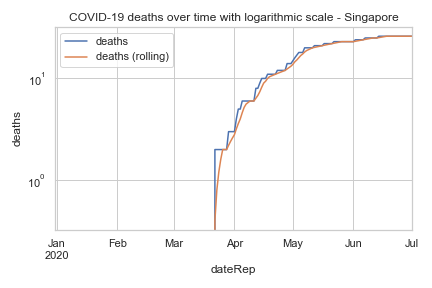 COVID-19 deaths over time with logarithmic scale - Singapore
deaths
deaths (rolling)
10¹
10⁰
deaths
Jan Feb Mar Apr May Jun Jul
2020
dateRep